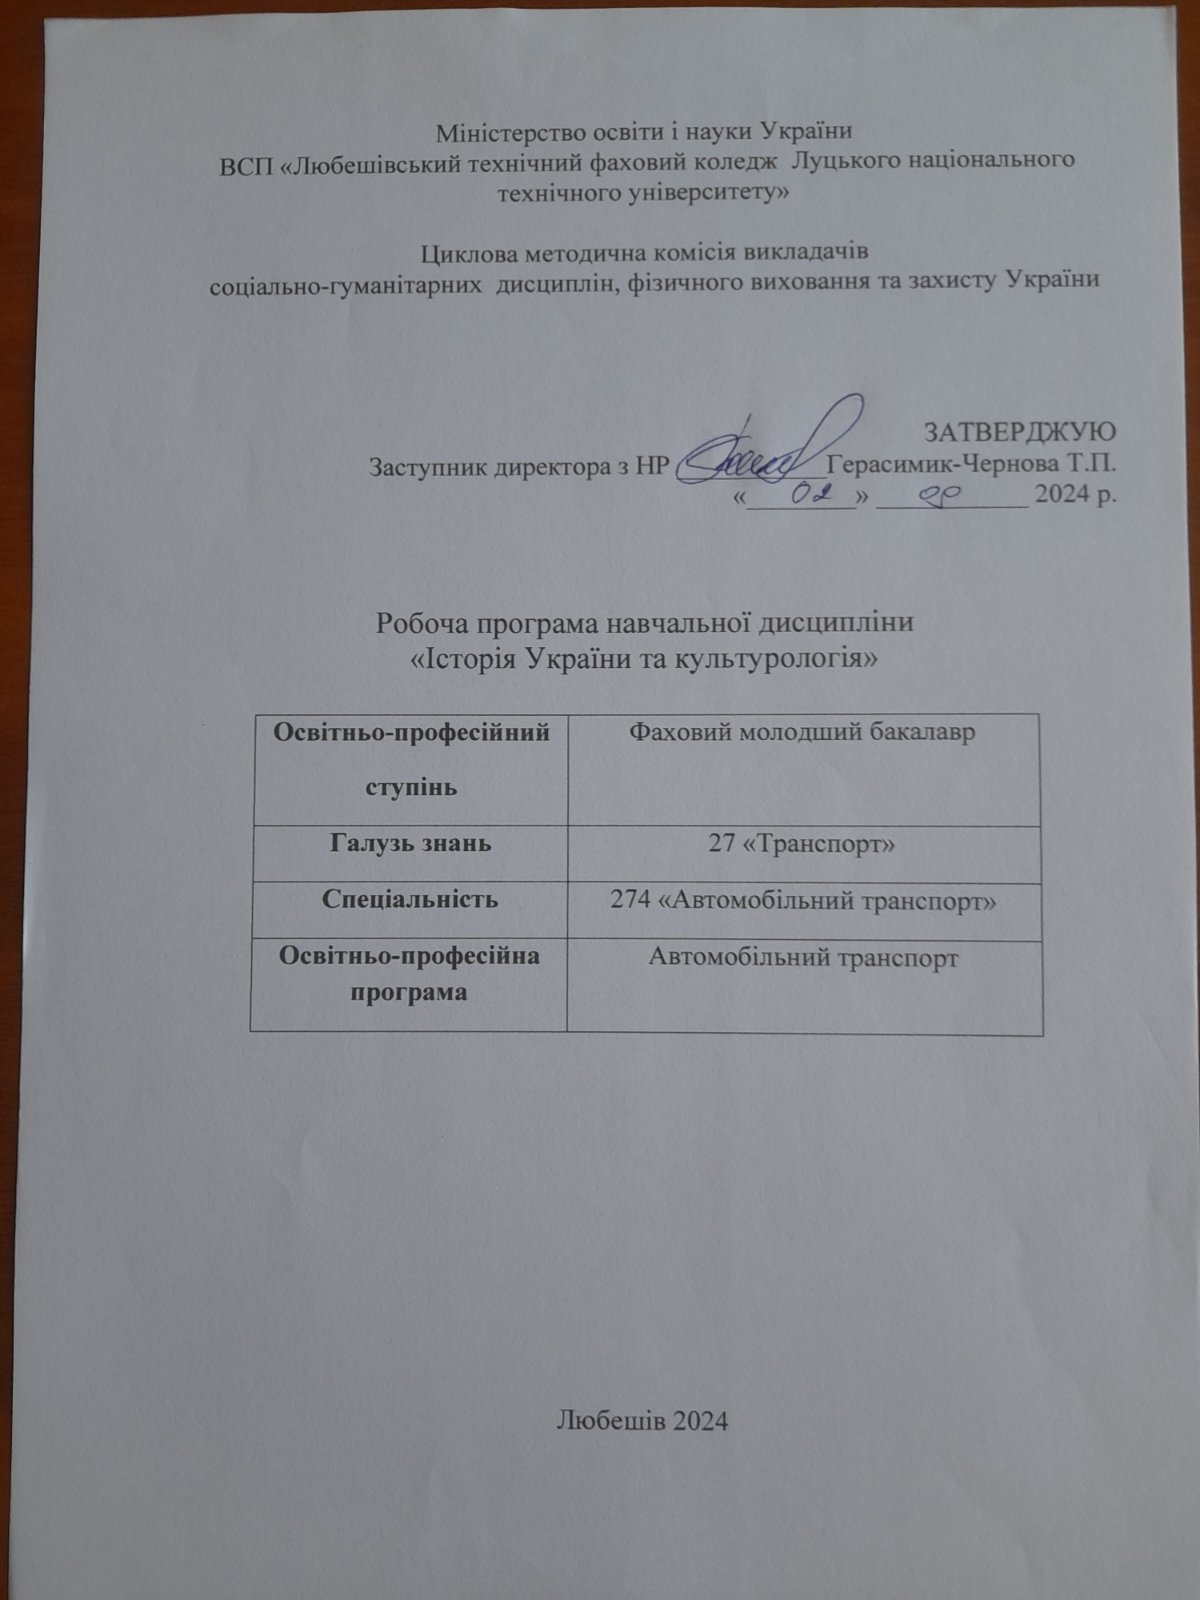 Міністерство освіти і науки України
ВСП «Любешівський технічний фаховий коледж Луцького національного
технічного університету»
Циклова методична комісія викладачів
соціально-гуманітарних дисциплін, фізичного виховання та захисту України
ЗАТВЕРДЖУЮ
Заступник директора з НР __________ Герасимик-Чернова Т.П.
«___02___» ___09___ 2024 р.
Робоча програма навчальної дисципліни
«Історія України та культурологія»
Освітньо-професійний Фаховий молодший бакалавр
ступінь
Галузь знань 27 «Транспорт»
Спеціальність 274 «Автомобільний транспорт»
Освітньо-професійна Автомобільний транспорт
програма
Любешів 2024